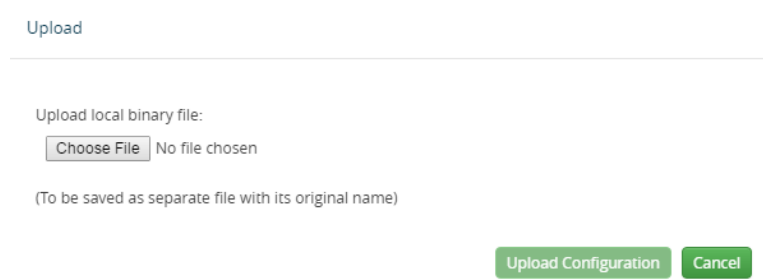 Upload
Upload local binary file:
Choose File No file chosen
(To be saved as separate file with its original name)
Upload Configuration Cancel